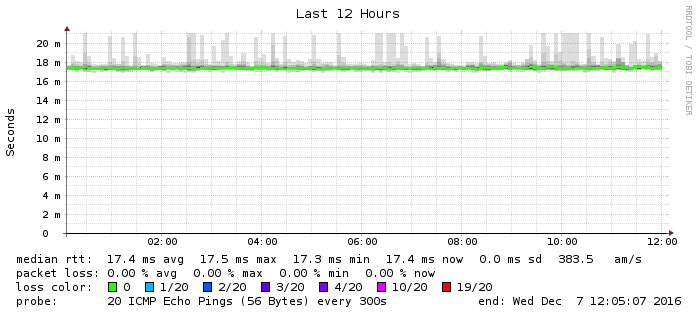 Last 12 Hours
RRDTOOL / TOBI OETIKER
Seconds
20 m
18 m
16 m
14 m
12 m
10 m
8 m
6 m
4 m
2 m
0
02:00 04:00 06:00 08:00 10:00 12:00
median rtt: 17.4 ms avg 17.5 ms max 17.3 ms min 17.4 ms now 0.0 ms sd 383.5 am/s
packet loss: 0.00 % avg 0.00 % max 0.00 % min 0.00 % now
loss color: 0 1/20 2/20 3/20 4/20 10/20 19/20
probe: 20 ICMP Echo Pings (56 Bytes) every 300s end: Wed Dec 7 12:05:07 2016